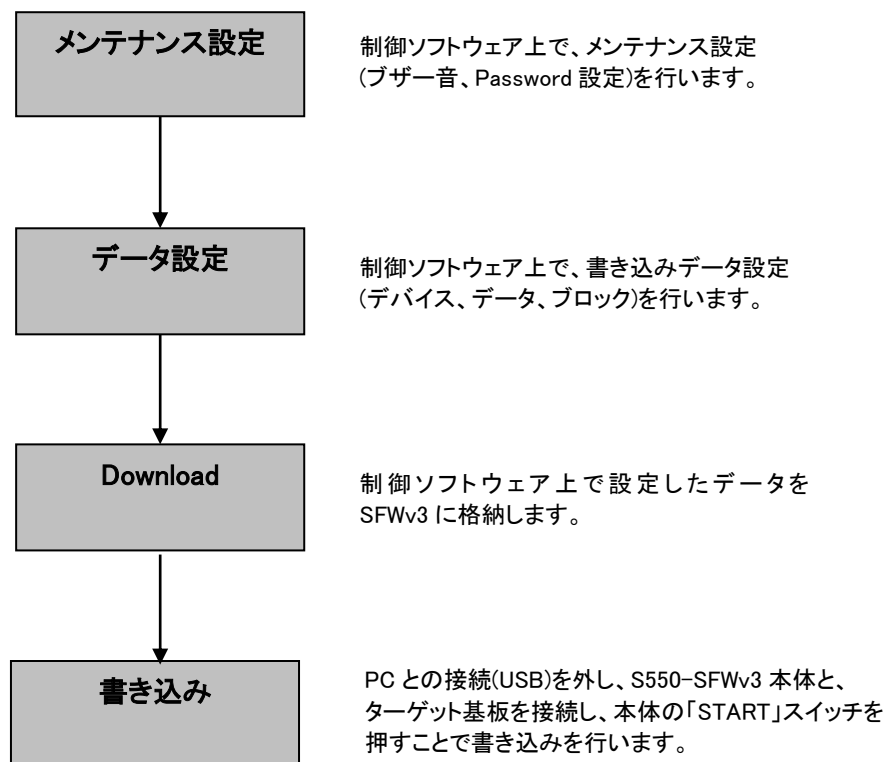 メンテナンス設定
制御ソフトウェア上で、メンテナンス設定
(ブザー音、Password 設定)を行います。
データ設定
制御ソフトウェア上で、書き込みデータ設定
(デバイス、データ、ブロック)を行います。
Download
制御ソフトウェア上で設定したデータを
SFWv3 に格納します。
書き込み
PC との接続(USB)を外し、S550-SFWv3 本体と、
ターゲット基板を接続し、本体の「START」スイッチを
押すことで書き込みを行います。